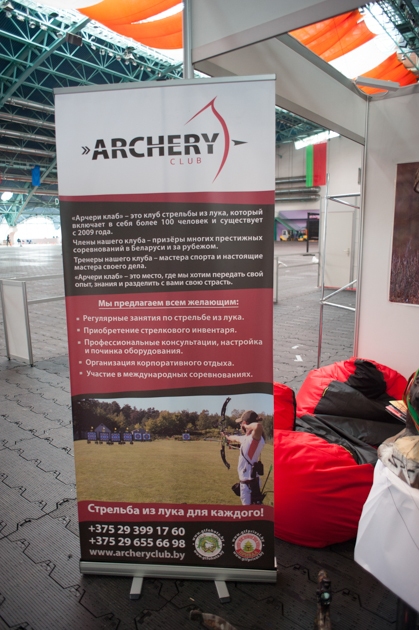 »ARCHERY
CLUB
«Арчери клаб» – это клуб стрельбы из лука, который
включает в себя более 100 человек и существует
с 2009 года.
Члены нашего клуба – призёры многих престижных
соревнований в Беларуси и за рубежом.
Тренеры нашего клуба – мастера спорта и настоящие
мастера своего дела.
«Арчери клаб» – это место, где мы хотим передать свой
опыт, знания и разделить с вами свою страсть.
Мы предлагаем всем желающим:
• Регулярные занятия по стрельбе из лука.
• Приобретение стрелкового инвентаря.
• Профессиональные консультации, настройка
и починка оборудования.
• Организация корпоративного отдыха.
• Участие в международных соревнованиях.
Стрельба из лука для каждого!
+375 29 399 17 60
+375 29 655 66 98
www.archeryclub.by